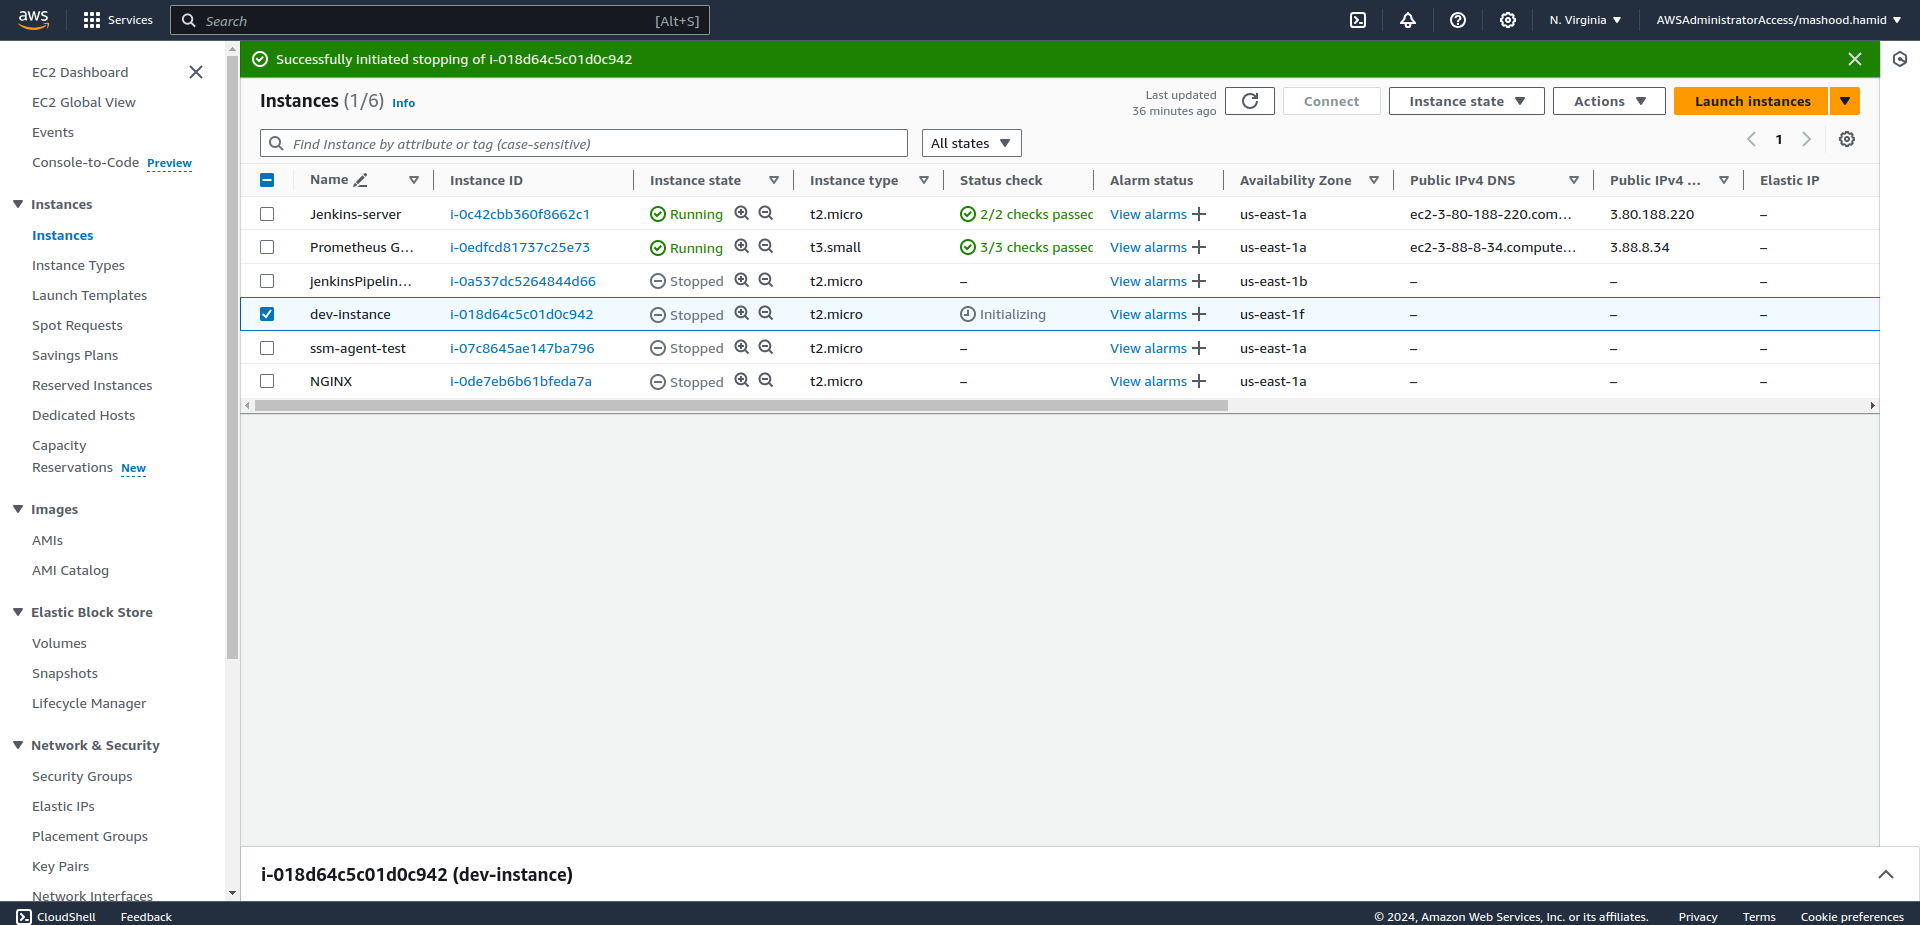 aws Services Search [Alt+S] N. Virginia AWSAdministratorAccess/mashood.hamid
EC2 Dashboard
EC2 Global View
Events
Console-to-Code Preview
Instances
Instances
Instance Types
Launch Templates
Spot Requests
Savings Plans
Reserved Instances
Dedicated Hosts
Capacity
Reservations New
Images
AMIs
AMI Catalog
Elastic Block Store
Volumes
Snapshots
Lifecycle Manager
Network & Security
Security Groups
Elastic IPs
Placement Groups
Key Pairs
Network Interfaces
Successfully initiated stopping of i-018d64c5c01d0c942
Instances (1/6) Info
Last updated
36 minutes ago
Connect Instance state Actions Launch instances
Find Instance by attribute or tag (case-sensitive) All states 1
Name Instance ID Instance state Instance type Status check Alarm status Availability Zone Public IPv4 DNS Public IPv4 ... Elastic IP
Jenkins-server i-0c42cbb360f8662c1 Running t2.micro 2/2 checks passec View alarms + us-east-1a ec2-3-80-188-220.com... 3.80.188.220 –
Prometheus G... i-0edfcd81737c25e73 Running t3.small 3/3 checks passec View alarms + us-east-1a ec2-3-88-8-34.compute... 3.88.8.34 –
jenkinsPipelin... i-0a537dc5264844d66 Stopped t2.micro – View alarms + us-east-1b – – –
dev-instance i-018d64c5c01d0c942 Stopped t2.micro Initializing View alarms + us-east-1f – – –
ssm-agent-test i-07c8645ae147ba796 Stopped t2.micro – View alarms + us-east-1a – – –
NGINX i-0de7eb6b61bfeda7a Stopped t2.micro – View alarms + us-east-1a – – –
i-018d64c5c01d0c942 (dev-instance)
CloudShell Feedback © 2024, Amazon Web Services, Inc. or its affiliates. Privacy Terms Cookie preferences